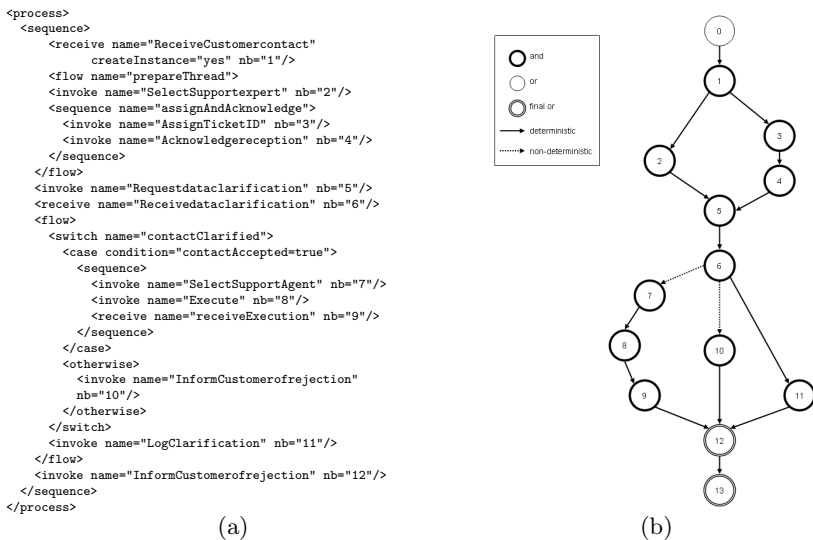 <process>
<sequence>
<receive name="ReceiveCustomercontact"
createInstance="yes" nb="1"/>
<flow name="prepareThread">
<invoke name="SelectSupportexpert" nb="2"/>
<sequence name="assignAndAcknowledge">
<invoke name="AssignTicketID" nb="3"/>
<invoke name="Acknowledgereception" nb="4"/>
</sequence>
</flow>
<invoke name="Requestdataclarification" nb="5"/>
<receive name="Receivedataclarification" nb="6"/>
<flow>
<switch name="contactClarified">
<case condition="contactAccepted=true">
<sequence>
<invoke name="SelectSupportAgent" nb="7"/>
<invoke name="Execute" nb="8"/>
<receive name="receiveExecution" nb="9"/>
</sequence>
</case>
<otherwise>
<invoke name="InformCustomerofrejection"
nb="10"/>
</otherwise>
</switch>
<invoke name="LogClarification" nb="11"/>
</flow>
<invoke name="InformCustomerofrejection" nb="12"/>
</sequence>
</process>
(a)
and
or
final or
deterministic
non-deterministic
0
1
2
3
4
5
6
7
8
9
10
11
12
13
(b)